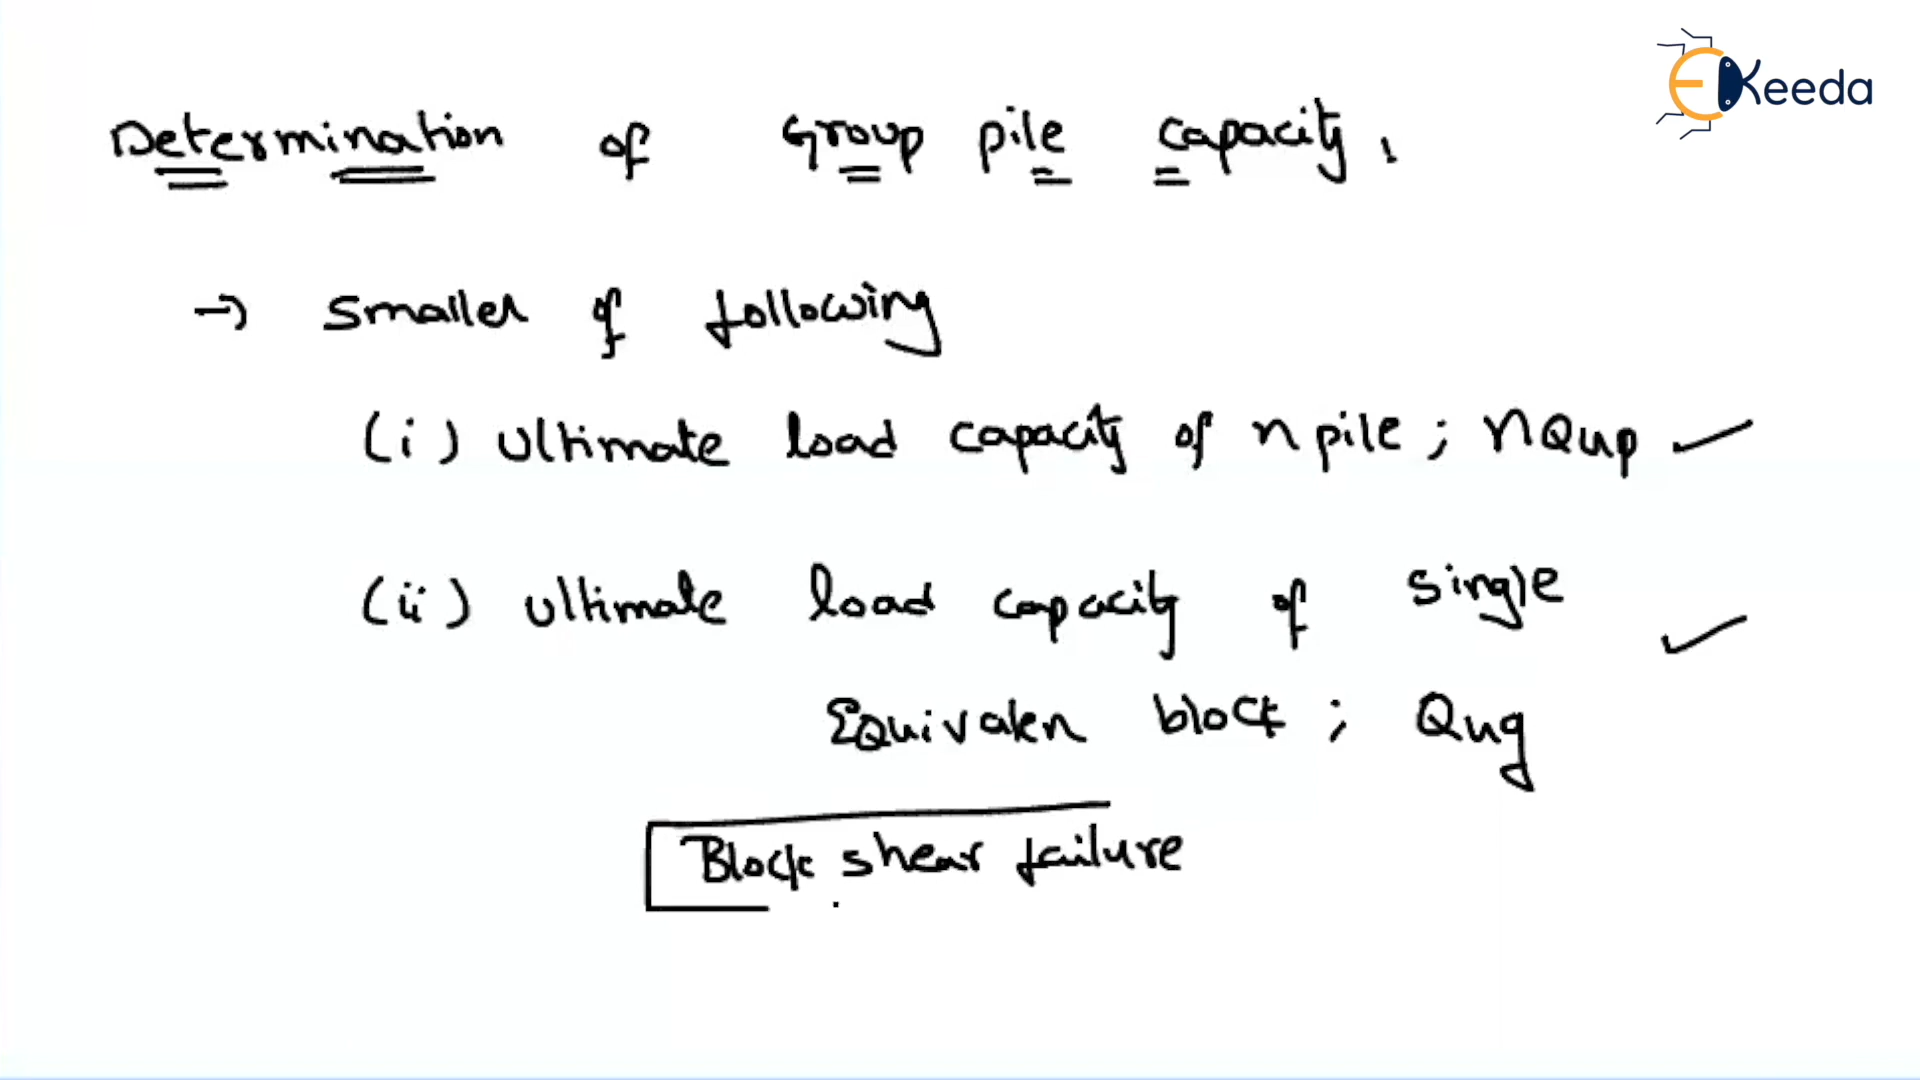 EKeeda
Determination of Group pile capacity,
→ smaller of following
(i) ultimate load capacity of n pile ; nQup
(ii) ultimate load capacity of single
Equivalen block ; Qug
Block shear failure